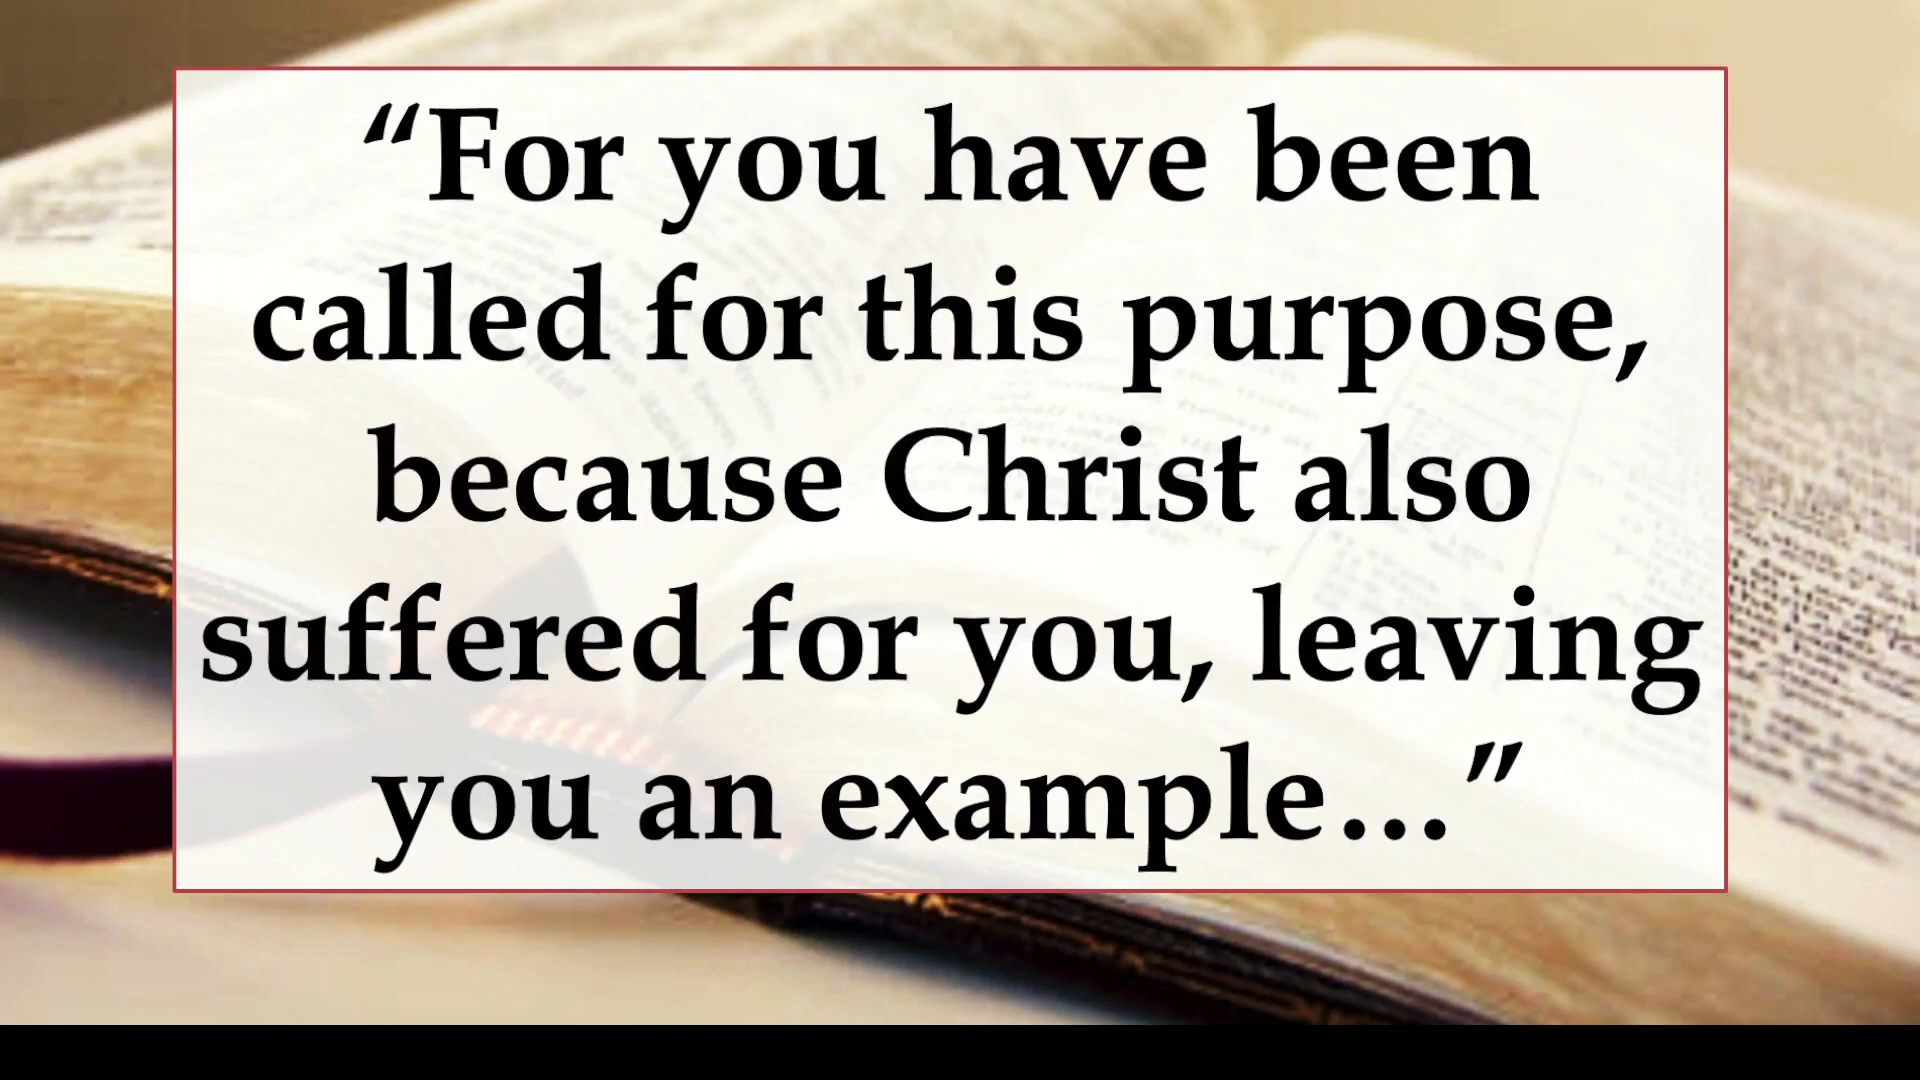 “For you have been
called for this purpose,
because Christ also
suffered for you, leaving
you an example…”